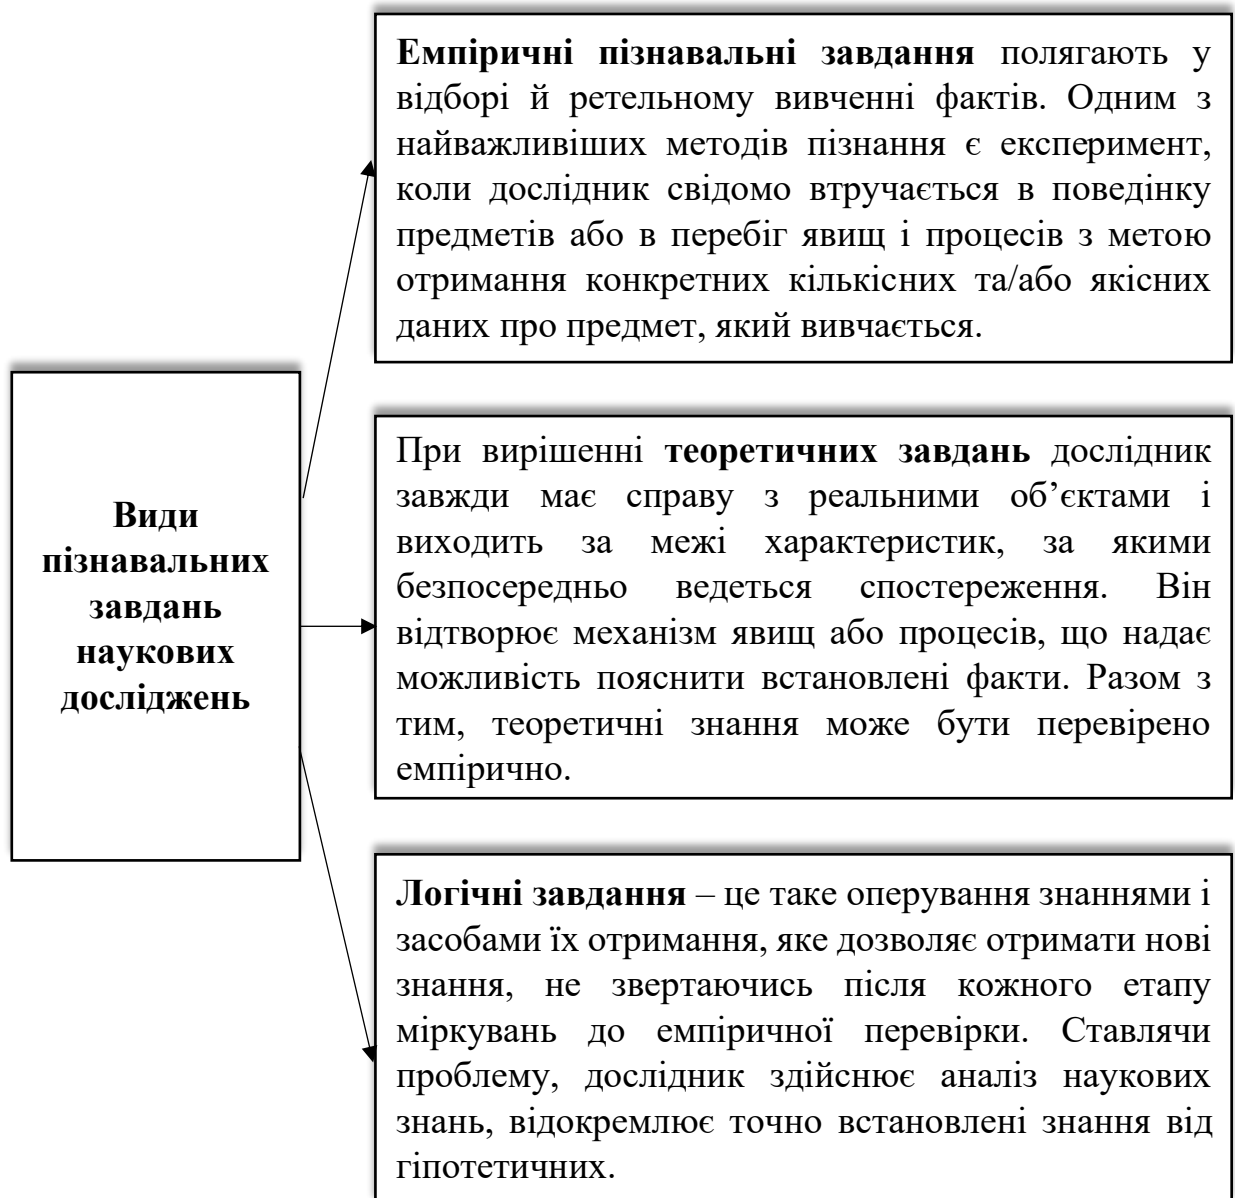 Емпіричні пізнавальні завдання полягають у
відборі й ретельному вивченні фактів. Одним з
найважливіших методів пізнання є експеримент,
коли дослідник свідомо втручається в поведінку
предметів або в перебіг явищ і процесів з метою
отримання конкретних кількісних та/або якісних
даних про предмет, який вивчається.
Види
пізнавальних
завдань
наукових
досліджень
При вирішенні теоретичних завдань дослідник
завжди має справу з реальними об’єктами і
виходить за межі характеристик, за якими
безпосередньо ведеться спостереження. Він
відтворює механізм явищ або процесів, що надає
можливість пояснити встановлені факти. Разом з
тим, теоретичні знання може бути перевірено
емпірично.
Логічні завдання – це таке оперування знаннями і
засобами їх отримання, яке дозволяє отримати нові
знання, не звертаючись після кожного етапу
міркувань до емпіричної перевірки. Ставлячи
проблему, дослідник здійснює аналіз наукових
знань, відокремлює точно встановлені знання від
гіпотетичних.